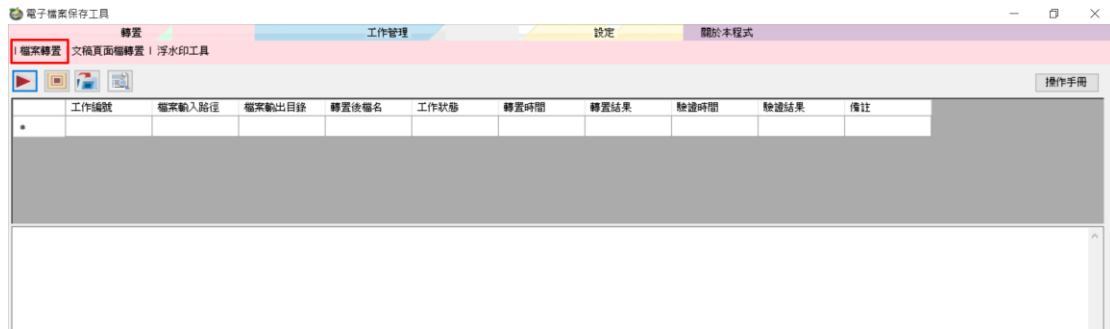 電子檔案保存工具
轉置 工作管理 設定 關於本程式
| 檔案轉置 文稿頁面檔轉置 | 浮水印工具
操作手冊
工作編號 檔案輸入路徑 檔案輸出目錄 轉置後檔名 工作狀態 轉置時間 轉置結果 驗證時間 驗證結果 備註